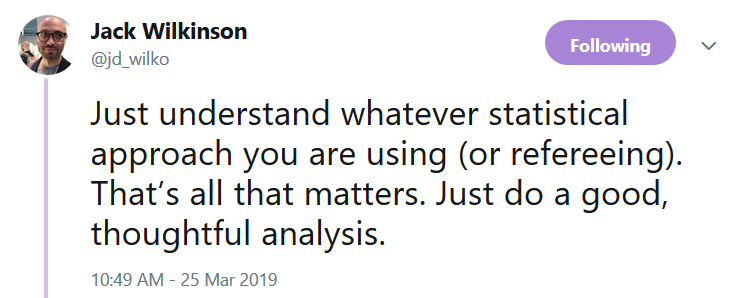 Jack Wilkinson
@jd_wilko
Following
Just understand whatever statistical
approach you are using (or refereeing).
That’s all that matters. Just do a good,
thoughtful analysis.
10:49 AM - 25 Mar 2019